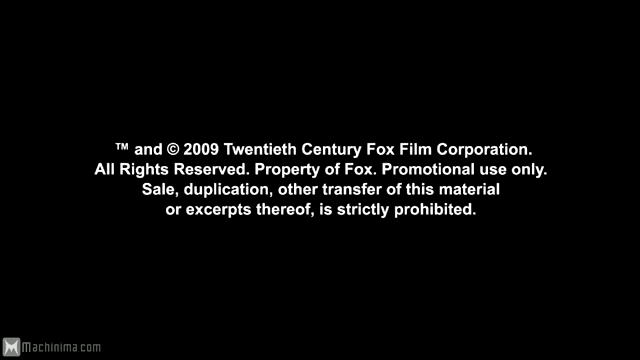 ™ and © 2009 Twentieth Century Fox Film Corporation.
All Rights Reserved. Property of Fox. Promotional use only.
Sale, duplication, other transfer of this material
or excerpts thereof, is strictly prohibited.
Machinima.com